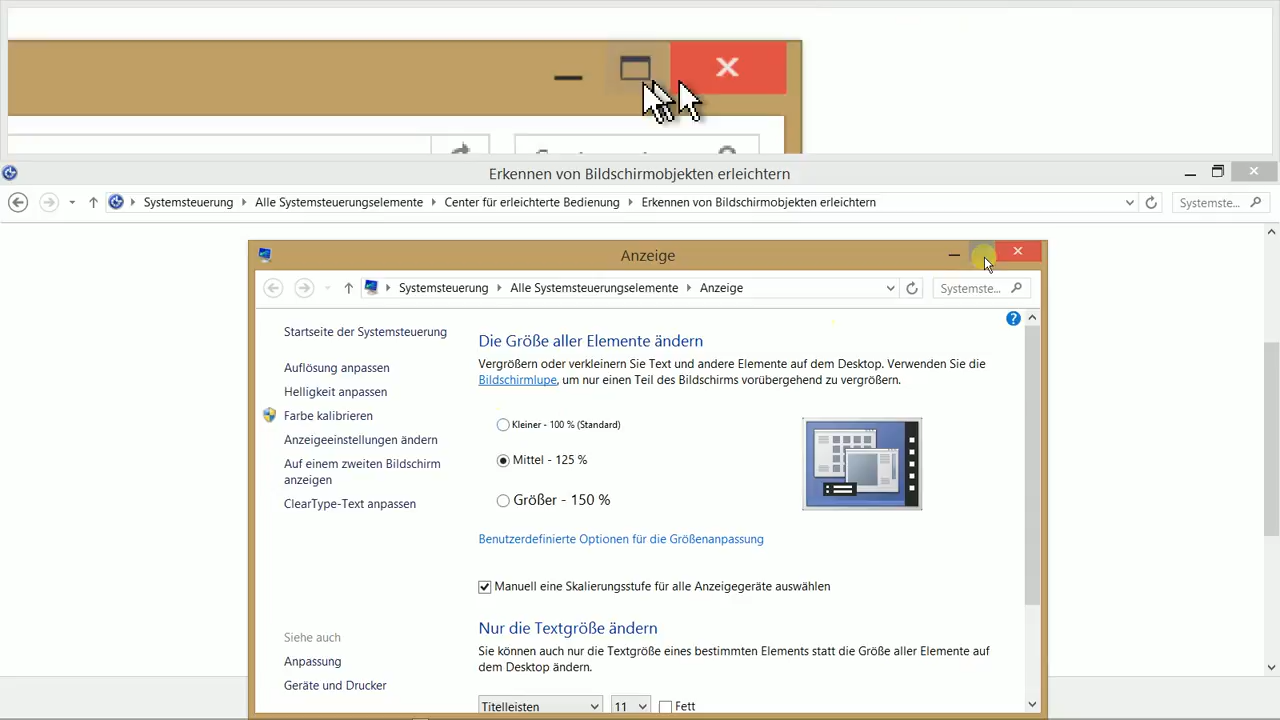 Erkennen von Bildschirmobjekten erleichtern
Systemsteuerung Alle Systemsteuerungselemente Center für erleichterte Bedienung Erkennen von Bildschirmobjekten erleichtern Systemste...
Anzeige
Systemsteuerung Alle Systemsteuerungselemente Anzeige Systemste...
Startseite der Systemsteuerung
Auflösung anpassen
Helligkeit anpassen
Farbe kalibrieren
Anzeigeeinstellungen ändern
Auf einem zweiten Bildschirm
anzeigen
ClearType-Text anpassen
Siehe auch
Anpassung
Geräte und Drucker
Die Größe aller Elemente ändern
Vergrößern oder verkleinern Sie Text und andere Elemente auf dem Desktop. Verwenden Sie die
Bildschirmlupe, um nur einen Teil des Bildschirms vorübergehend zu vergrößern.
Kleiner - 100 % (Standard)
Mittel - 125 %
Größer - 150 %
Benutzerdefinierte Optionen für die Größenanpassung
Manuell eine Skalierungsstufe für alle Anzeigegeräte auswählen
Nur die Textgröße ändern
Sie können auch nur die Textgröße eines bestimmten Elements statt die Größe aller Elemente auf
dem Desktop ändern.
Titelleisten 11 Fett